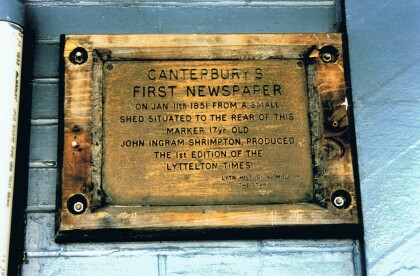 CANTERBURY'S
FIRST NEWSPAPER
ON JAN 11th 1851 FROM A SMALL
SHED SITUATED TO THE REAR OF THIS
MARKER 17yr. OLD
JOHN INGRAM SHRIMPTON, PRODUCED
THE 1st EDITION OF THE
LYTTELTON TIMES